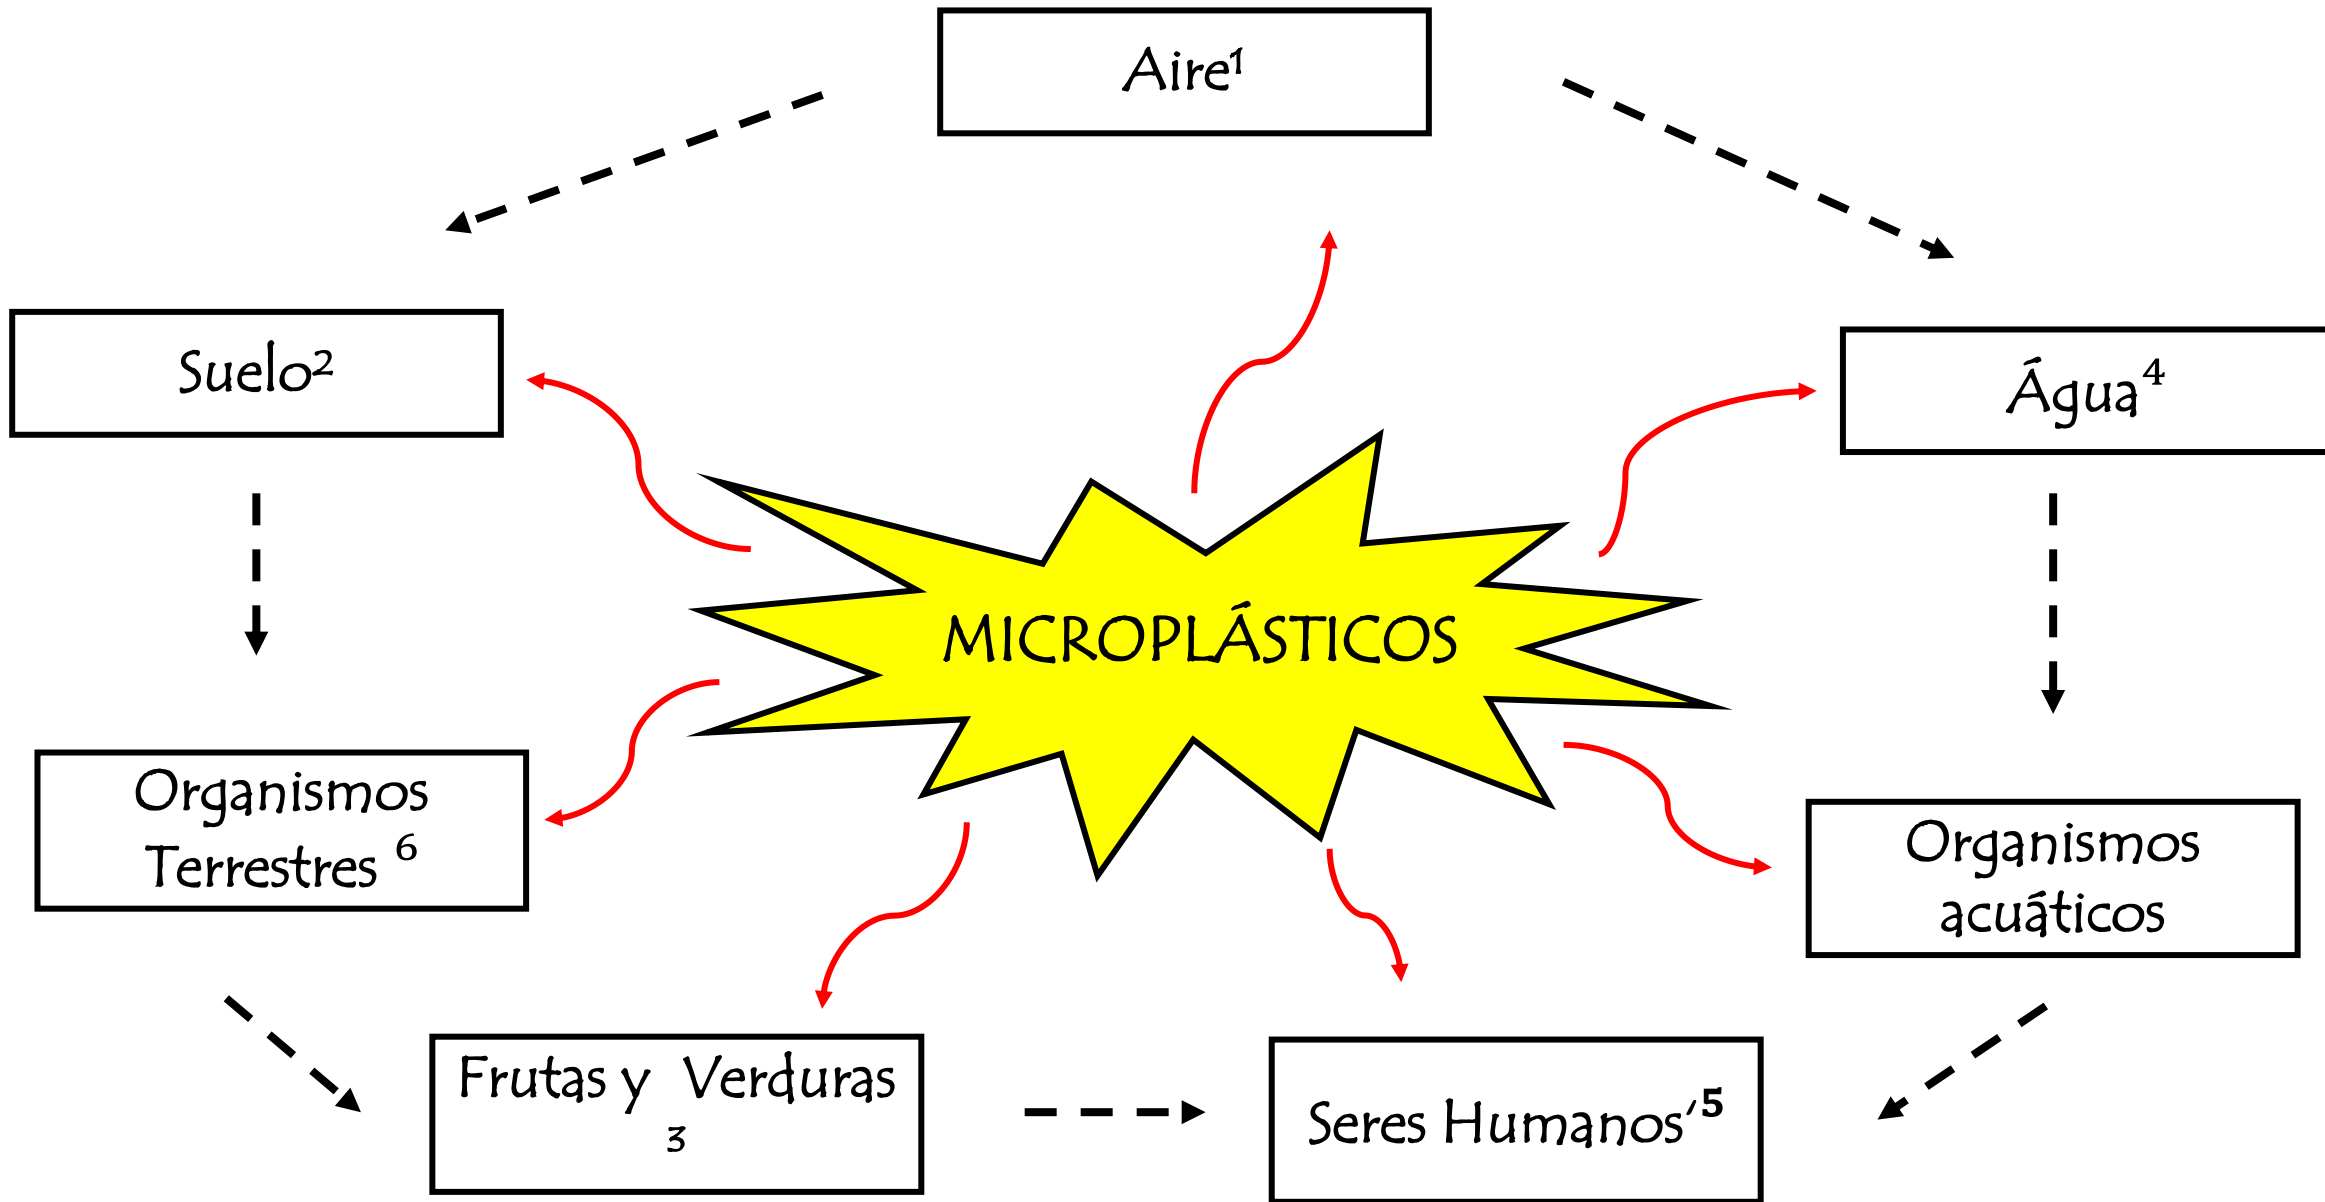 Aire¹
Suelo²
Água⁴
MICROPLÁSTICOS
Organismos
Terrestres ⁶
Organismos
acuáticos
Frutas y Verduras
3
Seres Humanos′⁵